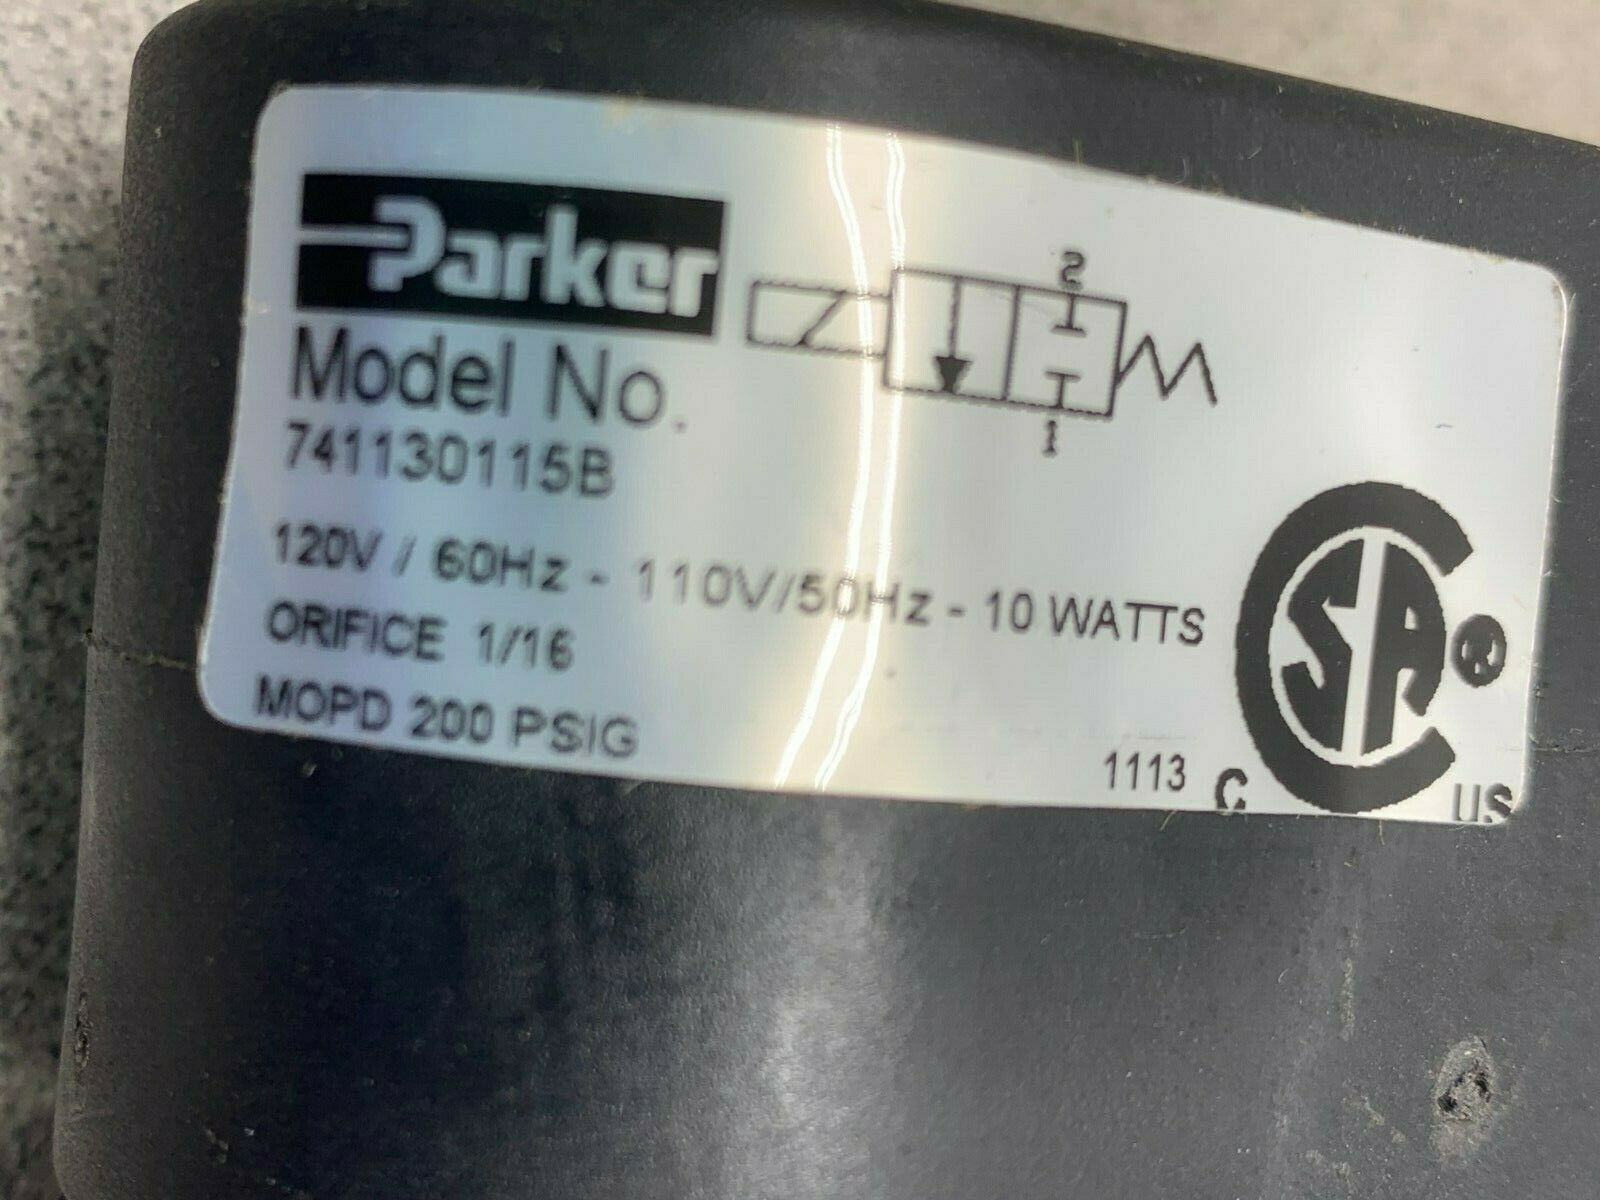 Parker
2
1
Model No.
741130115B
120V / 60Hz - 110V/50Hz - 10 WATTS
ORIFICE 1/16
MOPD 200 PSIG
1113
C SA ® US